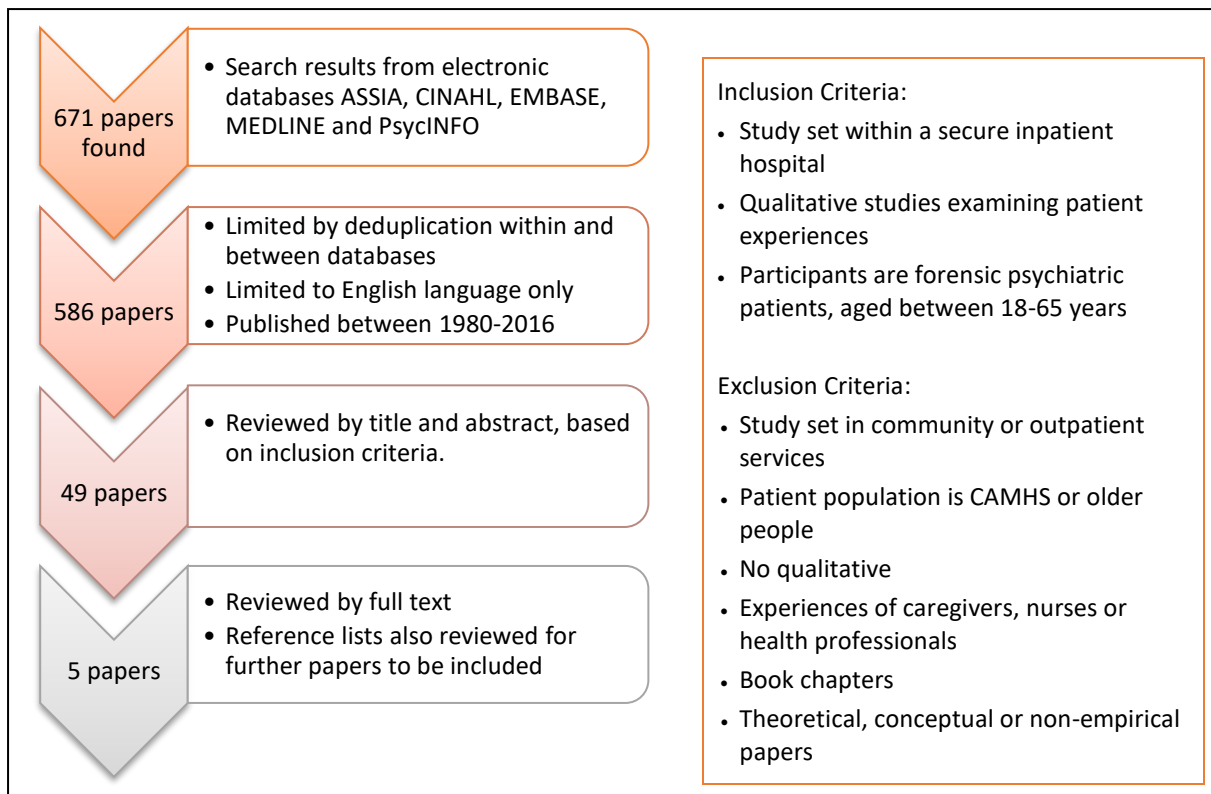 671 papers
found
• Search results from electronic
databases ASSIA, CINAHL, EMBASE,
MEDLINE and PsycINFO
586 papers
• Limited by deduplication within and
between databases
• Limited to English language only
• Published between 1980-2016
49 papers
• Reviewed by title and abstract, based
on inclusion criteria.
5 papers
• Reviewed by full text
• Reference lists also reviewed for
further papers to be included
Inclusion Criteria:
• Study set within a secure inpatient
hospital
• Qualitative studies examining patient
experiences
• Participants are forensic psychiatric
patients, aged between 18-65 years
Exclusion Criteria:
• Study set in community or outpatient
services
• Patient population is CAMHS or older
people
• No qualitative
• Experiences of caregivers, nurses or
health professionals
• Book chapters
• Theoretical, conceptual or non-empirical
papers